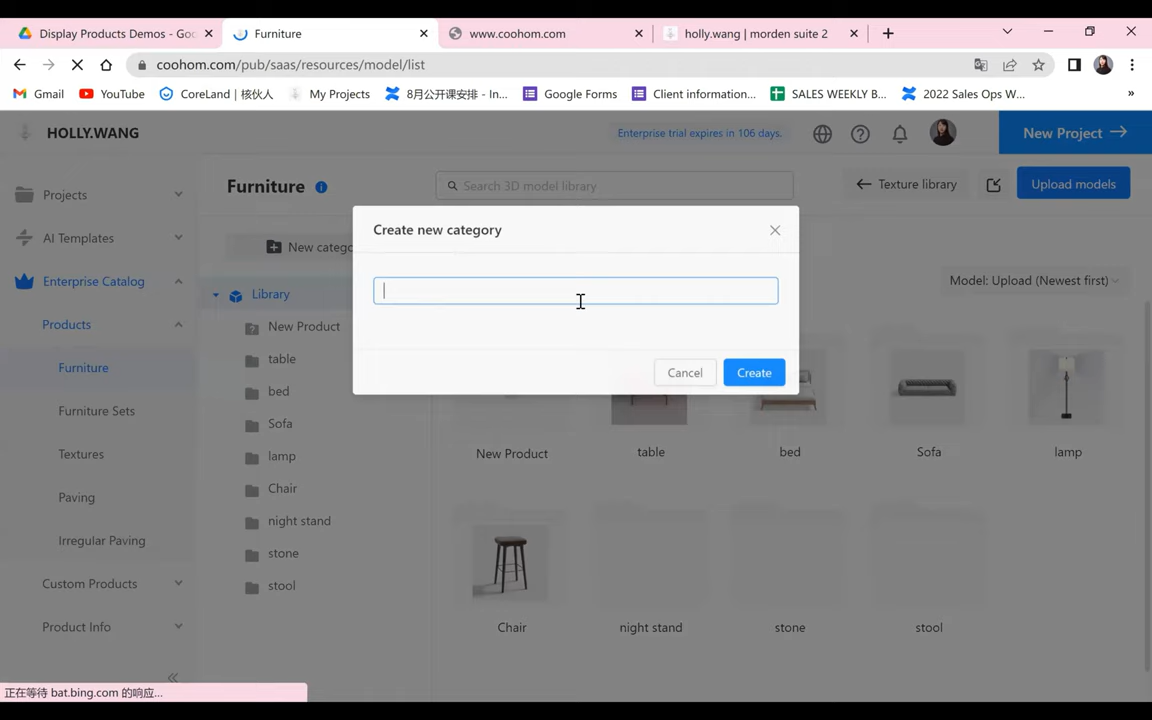 Display Products Demos - Goo
Furniture
www.coohom.com
holly.wang | morden suite 2
coohom.com/pub/saas/resources/model/list
Gmail
YouTube
CoreLand | 核伙人
My Projects
8月公开课安排 - In...
Google Forms
Client information...
SALES WEEKLY B...
2022 Sales Ops W...
»
HOLLY.WANG
Enterprise trial expires in 106 days.
New Project
Projects
AI Templates
Enterprise Catalog
Products
Furniture
Furniture Sets
Textures
Paving
Irregular Paving
Custom Products
Product Info
Furniture
Search 3D model library
Texture library
Upload models
New catego
Model: Upload (Newest first)
Library
New Product
table
bed
Sofa
lamp
Chair
night stand
stone
stool
Create new category
Cancel
Create
New Product
table
bed
Sofa
lamp
Chair
night stand
stone
stool
正在等待 bat.bing.com 的响应...